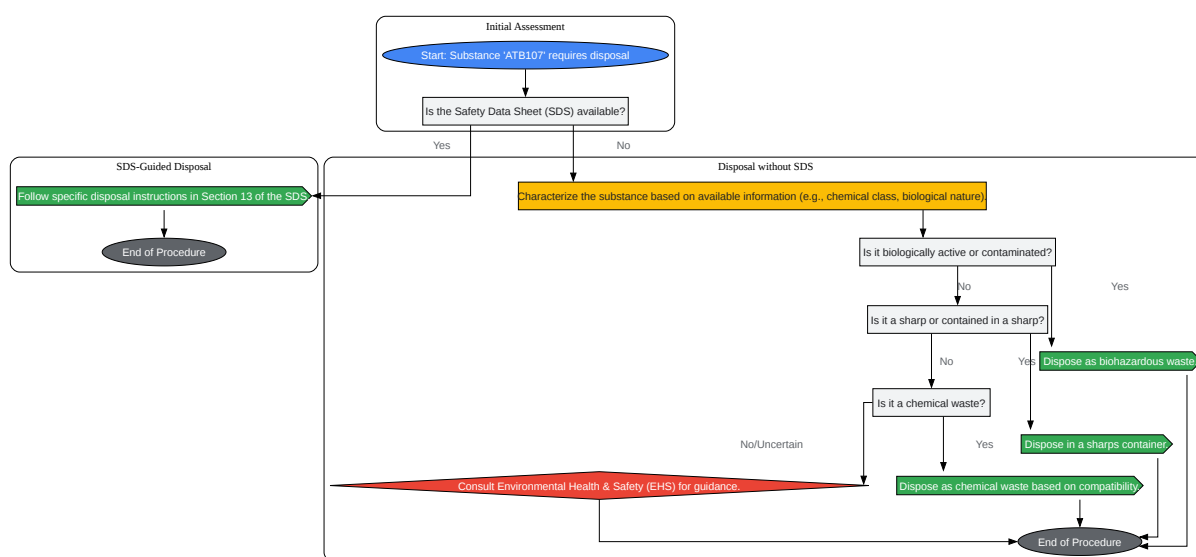 Initial Assessment
Start: Substance 'ATB107' requires disposal
Is the Safety Data Sheet (SDS) available?
Yes
No
SDS-Guided Disposal
Disposal without SDS
Follow specific disposal instructions in Section 13 of the SDS.
Characterize the substance based on available information (e.g., chemical class, biological nature).
End of Procedure
Is it biologically active or contaminated?
No
Yes
Is it a sharp or contained in a sharp?
No
Yes
Dispose as biohazardous waste.
Is it a chemical waste?
No/Uncertain
Yes
Dispose in a sharps container.
Consult Environmental Health & Safety (EHS) for guidance.
Dispose as chemical waste based on compatibility.
End of Procedure